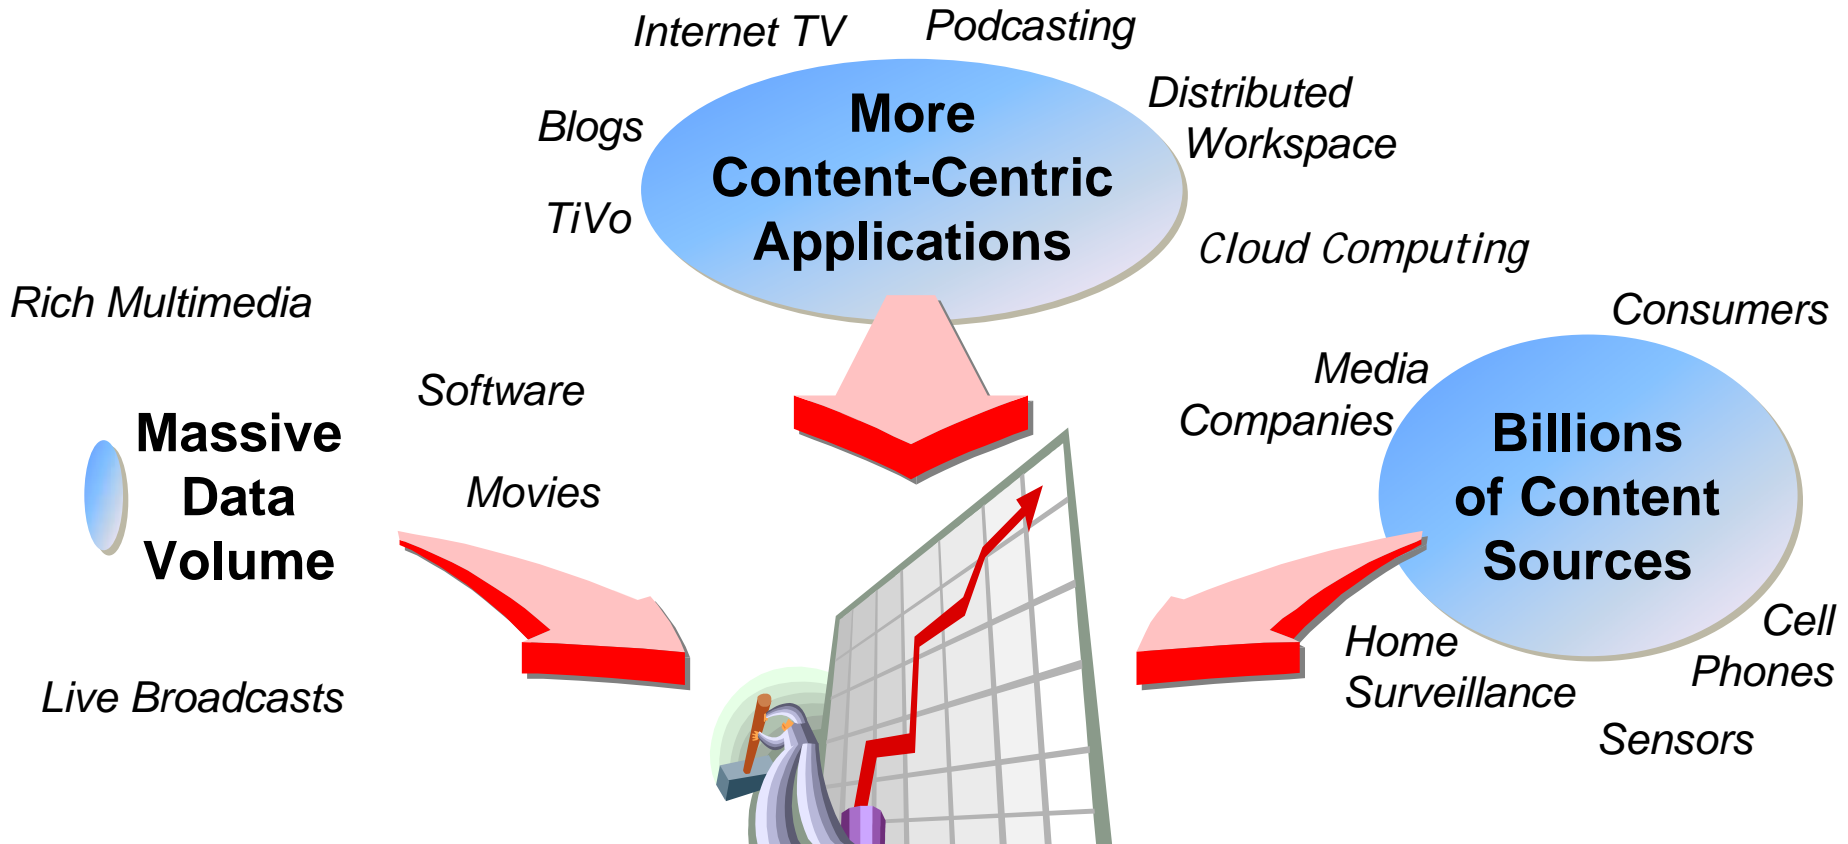 Internet TV
Podcasting
Blogs
TiVo
More
Content-Centric
Applications
Distributed
Workspace
Cloud Computing
Rich Multimedia
Software
Massive
Data
Volume
Movies
Live Broadcasts
Consumers
Media
Companies
Billions
of Content
Sources
Home
Surveillance
Cell
Phones
Sensors